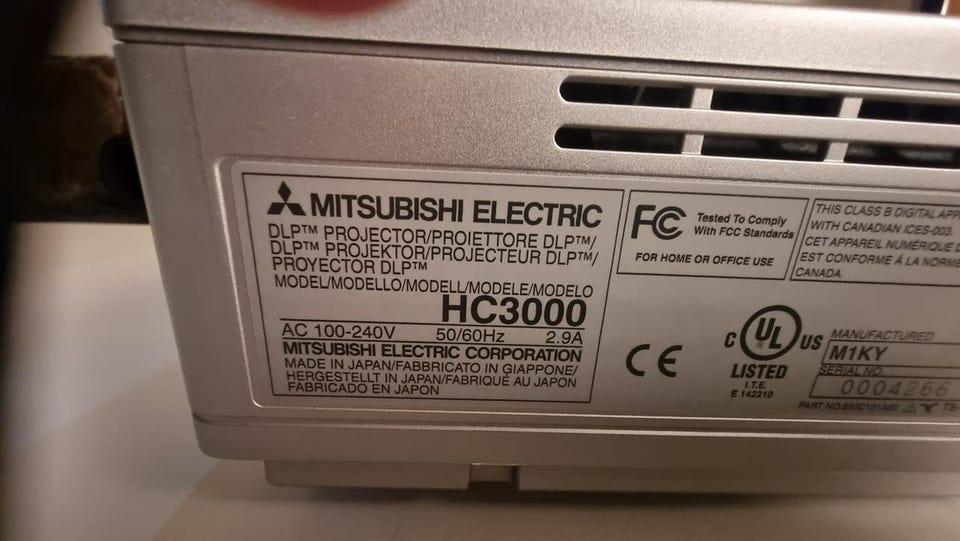 MITSUBISHI ELECTRIC
DLP™ PROJECTOR/PROIETTORE DLP™/
DLP™ PROJEKTOR/PROJECTEUR DLP™/
PROYECTOR DLP™
MODEL/MODELLO/MODELL/MODELE/MODELO
HC3000
AC 100-240V 50/60Hz 2.9A
MITSUBISHI ELECTRIC CORPORATION
MADE IN JAPAN/FABBRICATO IN GIAPPONE/
HERGESTELLT IN JAPAN/FABRIQUÉ AU JAPON
FABRICADO EN JAPON
FC Tested To Comply
With FCC Standards
FOR HOME OR OFFICE USE
THIS CLASS B DIGITAL APP
WITH CANADIAN ICES-003.
CET APPAREIL NUMÉRIQUE D
EST CONFORME À LA NORME
CANADA.
CE
C UL ® US
LISTED
I.T.E.
E 142210
MANUFACTURED
M1KY
SERIAL NO.
0004266
PART NO.
TS-